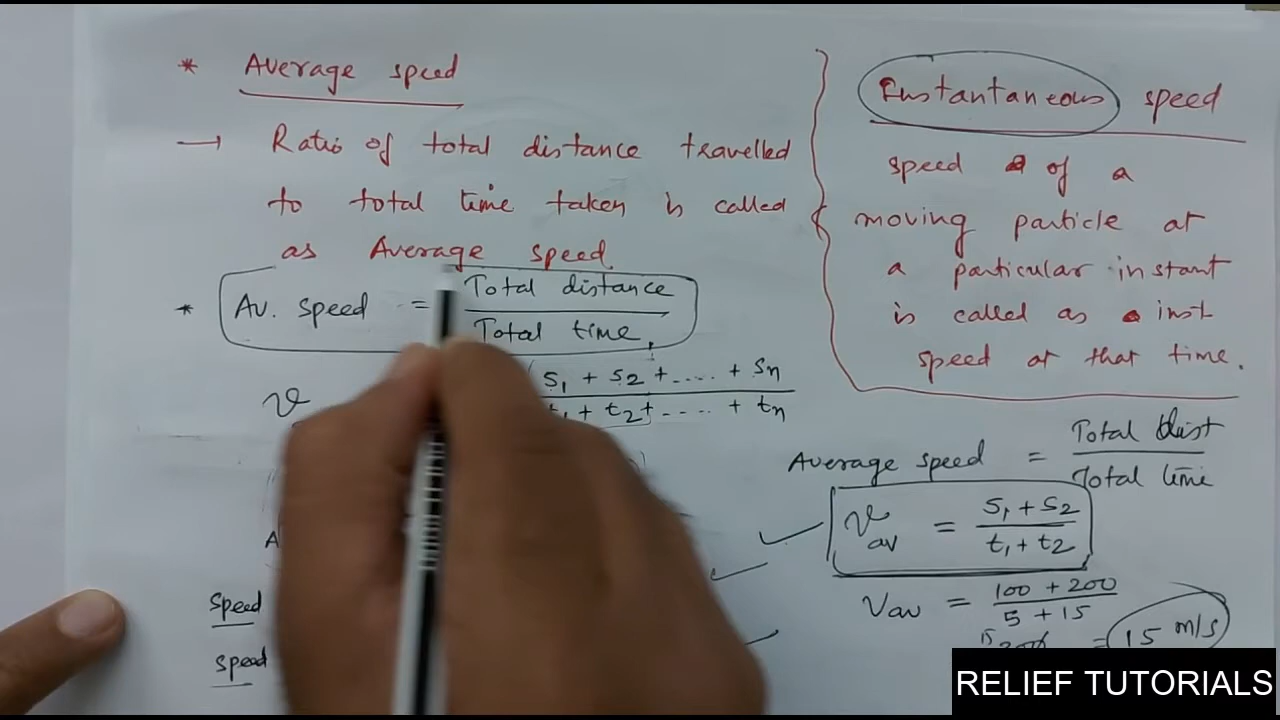 * Average speed
→ Ratio of total distance travelled
to total time taken is called
as Average speed.
* Av. speed = Total distance
Total time
v s1 + s2 + .... + sn
t1 + t2 + .... + tn
A
speed
speed
Instantaneous speed
speed of a
moving particle at
a particular instant
is called as inst
speed at that time.
Average speed = Total dist
Total time
vav = s1 + s2
t1 + t2
Vav = 100 + 200
5 + 15
= 15 m/s
RELIEF TUTORIALS